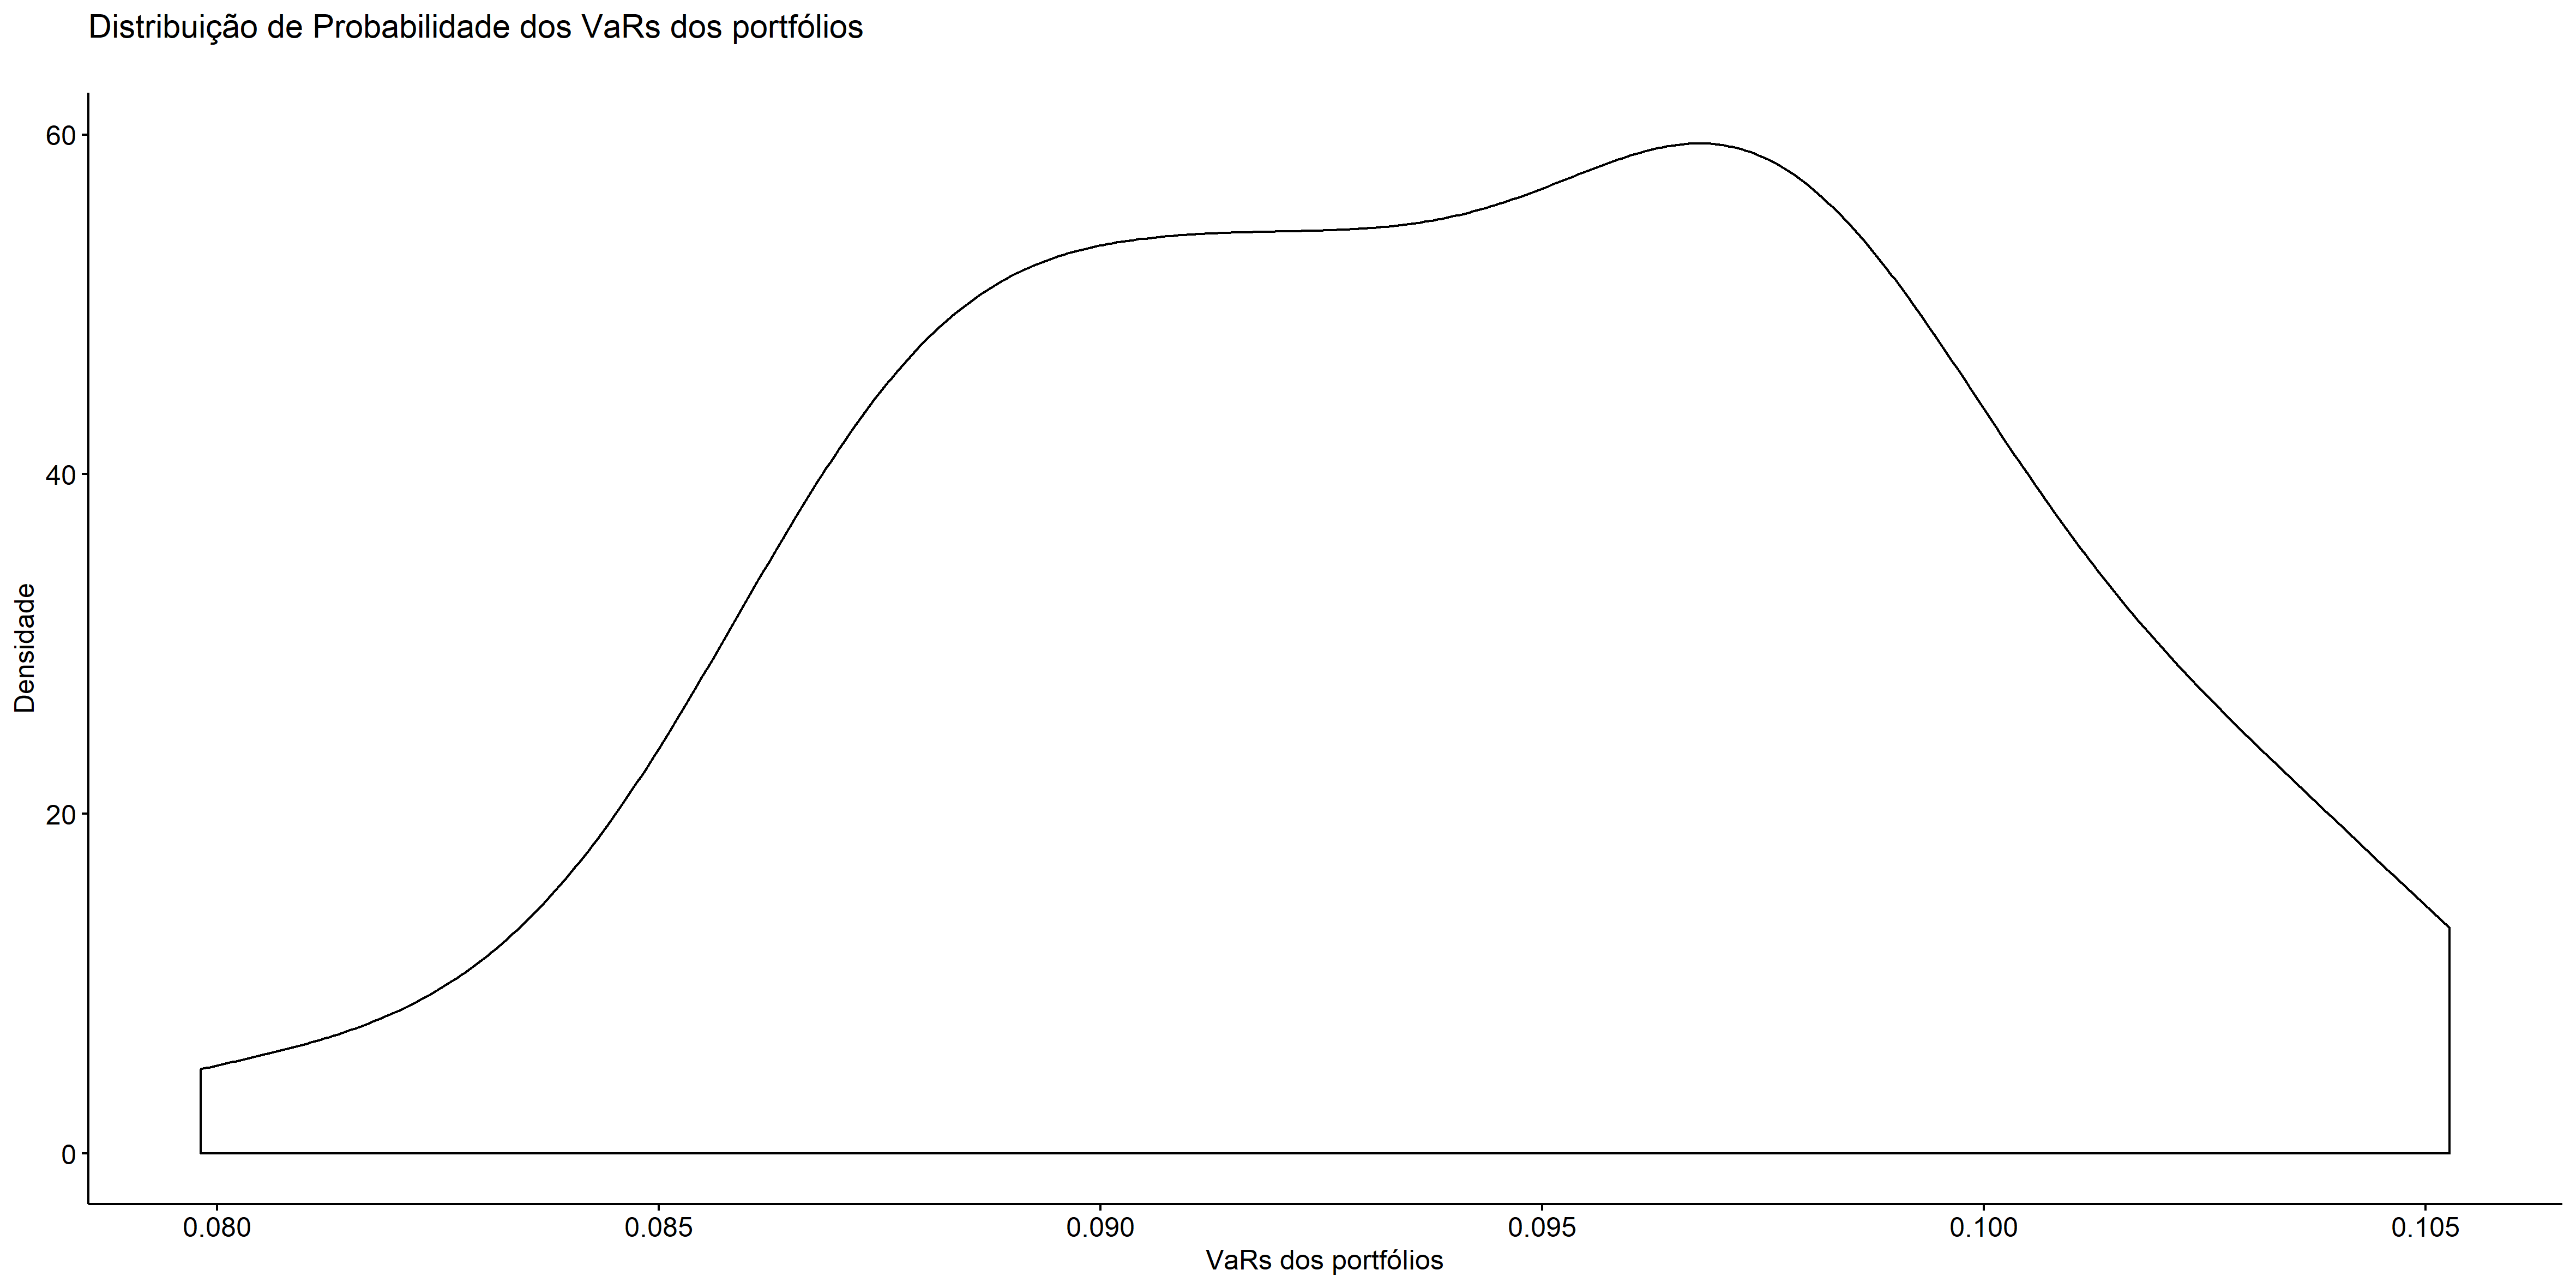 Distribuição de Probabilidade dos VaRs dos portfólios
60
40
20
0
Densidade
0.080 0.085 0.090 0.095 0.100 0.105
VaRs dos portfólios